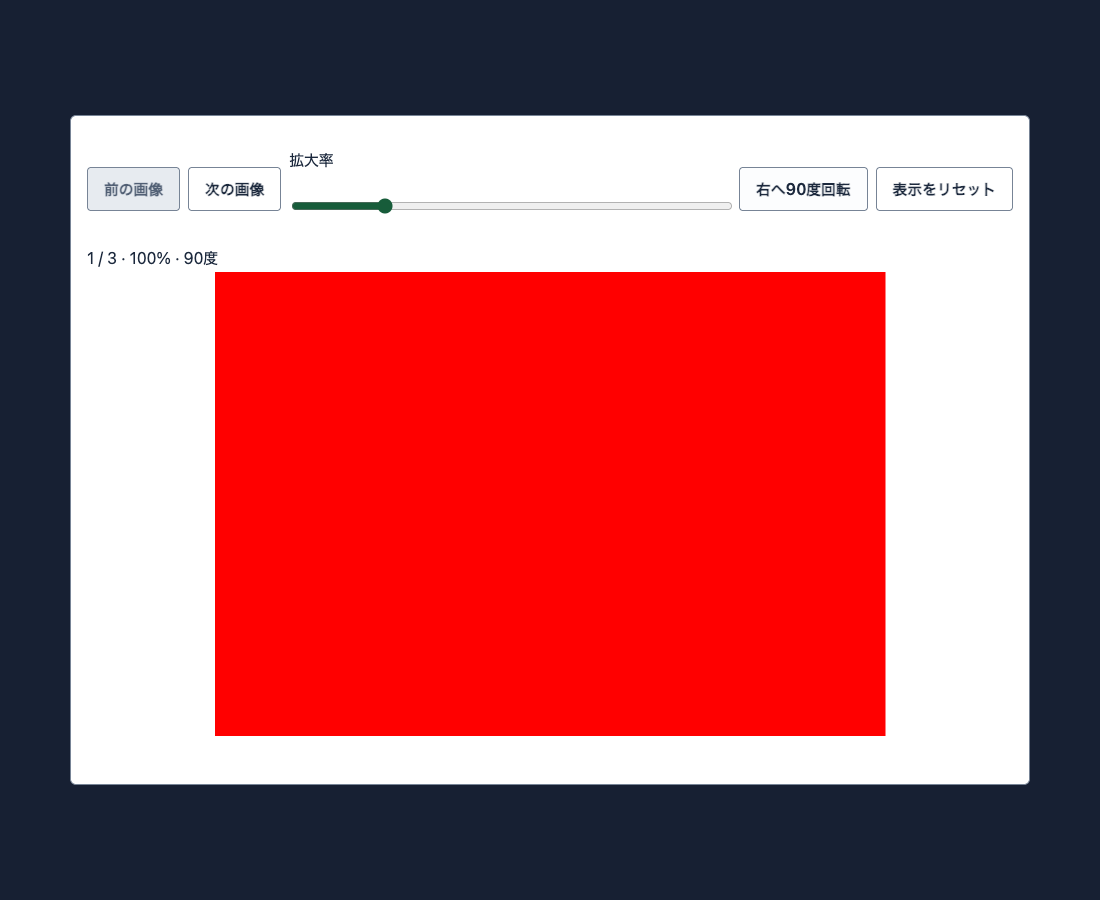 拡大率
前の画像
次の画像
右へ90度回転
表示をリセット
1 / 3 · 100% · 90度